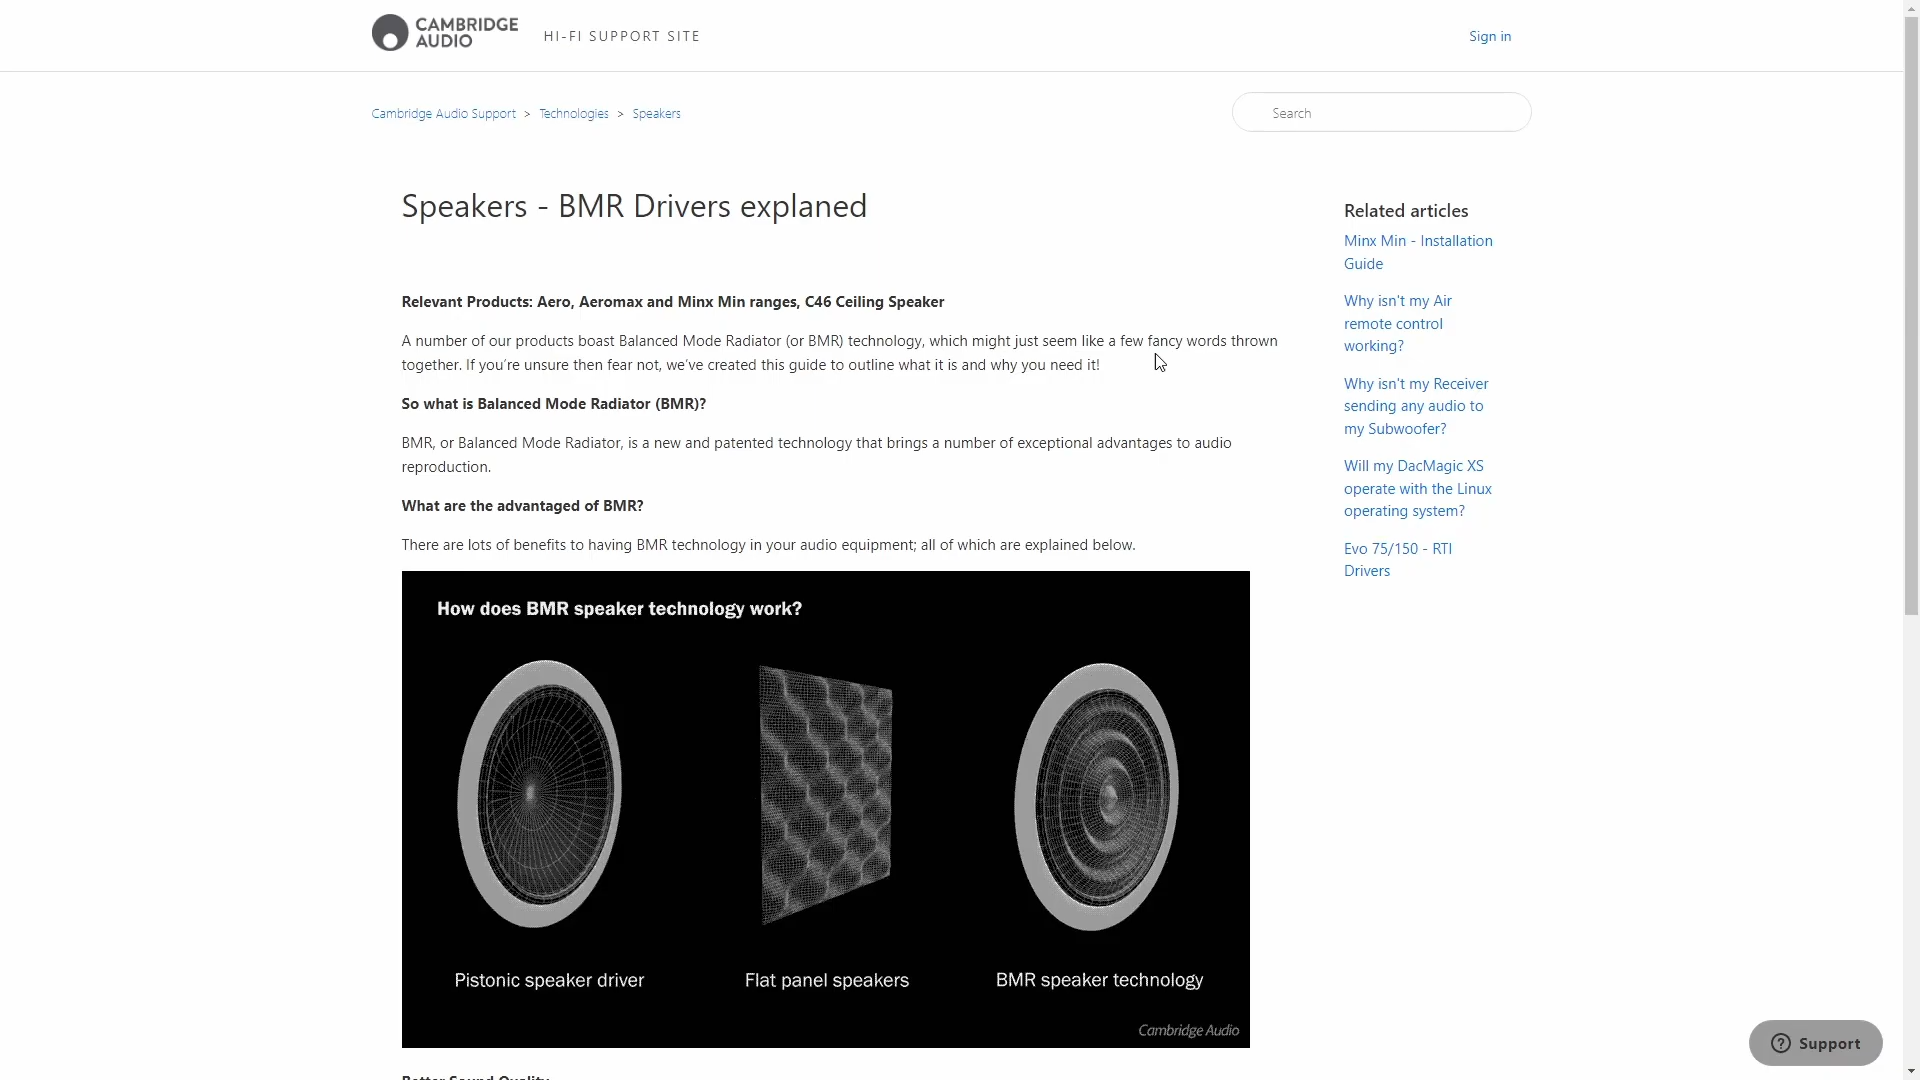 CAMBRIDGE
AUDIO
HI-FI SUPPORT SITE
Sign in
Cambridge Audio Support > Technologies > Speakers
Search
Speakers - BMR Drivers explaned
Relevant Products: Aero, Aeromax and Minx Min ranges, C46 Ceiling Speaker
A number of our products boast Balanced Mode Radiator (or BMR) technology, which might just seem like a few fancy words thrown
together. If you’re unsure then fear not, we’ve created this guide to outline what it is and why you need it!
So what is Balanced Mode Radiator (BMR)?
BMR, or Balanced Mode Radiator, is a new and patented technology that brings a number of exceptional advantages to audio
reproduction.
What are the advantaged of BMR?
There are lots of benefits to having BMR technology in your audio equipment; all of which are explained below.
How does BMR speaker technology work?
Pistonic speaker driver
Flat panel speakers
BMR speaker technology
Cambridge Audio
Better Sound Quality
Related articles
Minx Min - Installation
Guide
Why isn't my Air
remote control
working?
Why isn't my Receiver
sending any audio to
my Subwoofer?
Will my DacMagic XS
operate with the Linux
operating system?
Evo 75/150 - RTI
Drivers
Support